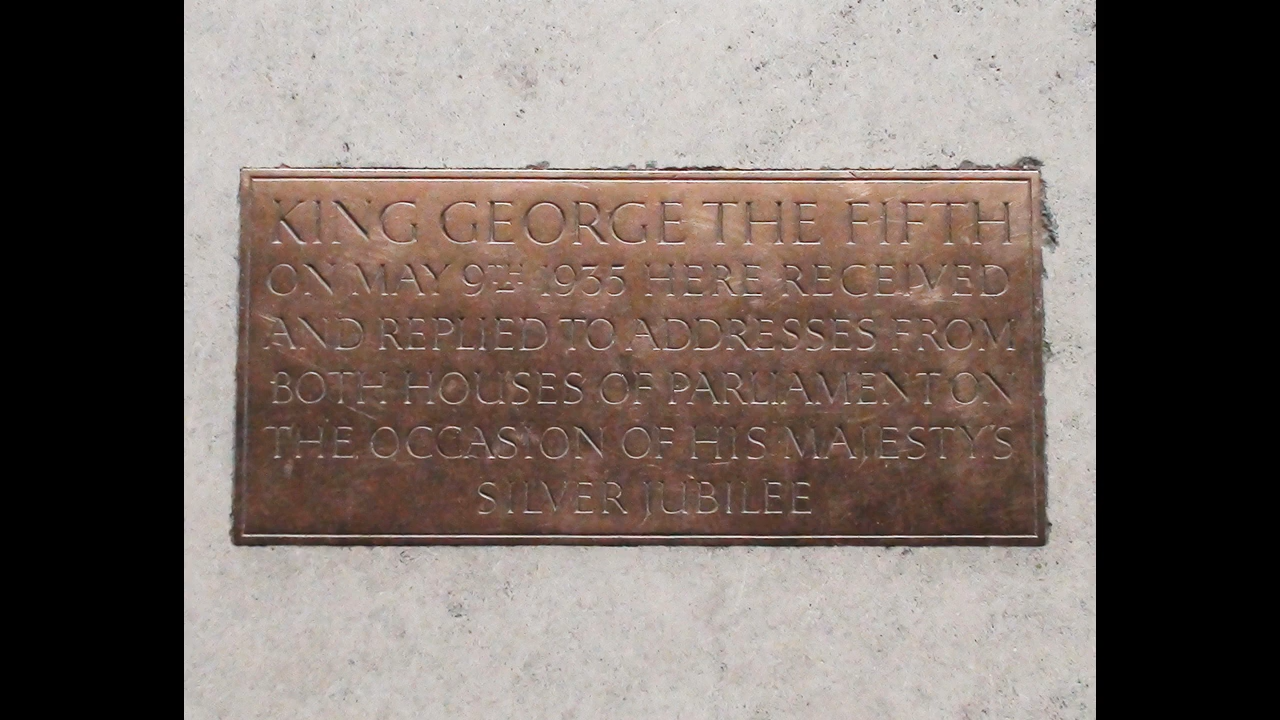 KING GEORGE THE FIFTH
ON MAY 9TH 1935 HERE RECEIVED
AND REPLIED TO ADDRESSES FROM
BOTH HOUSES OF PARLIAMENT ON
THE OCCASION OF HIS MAJESTY'S
SILVER JUBILEE